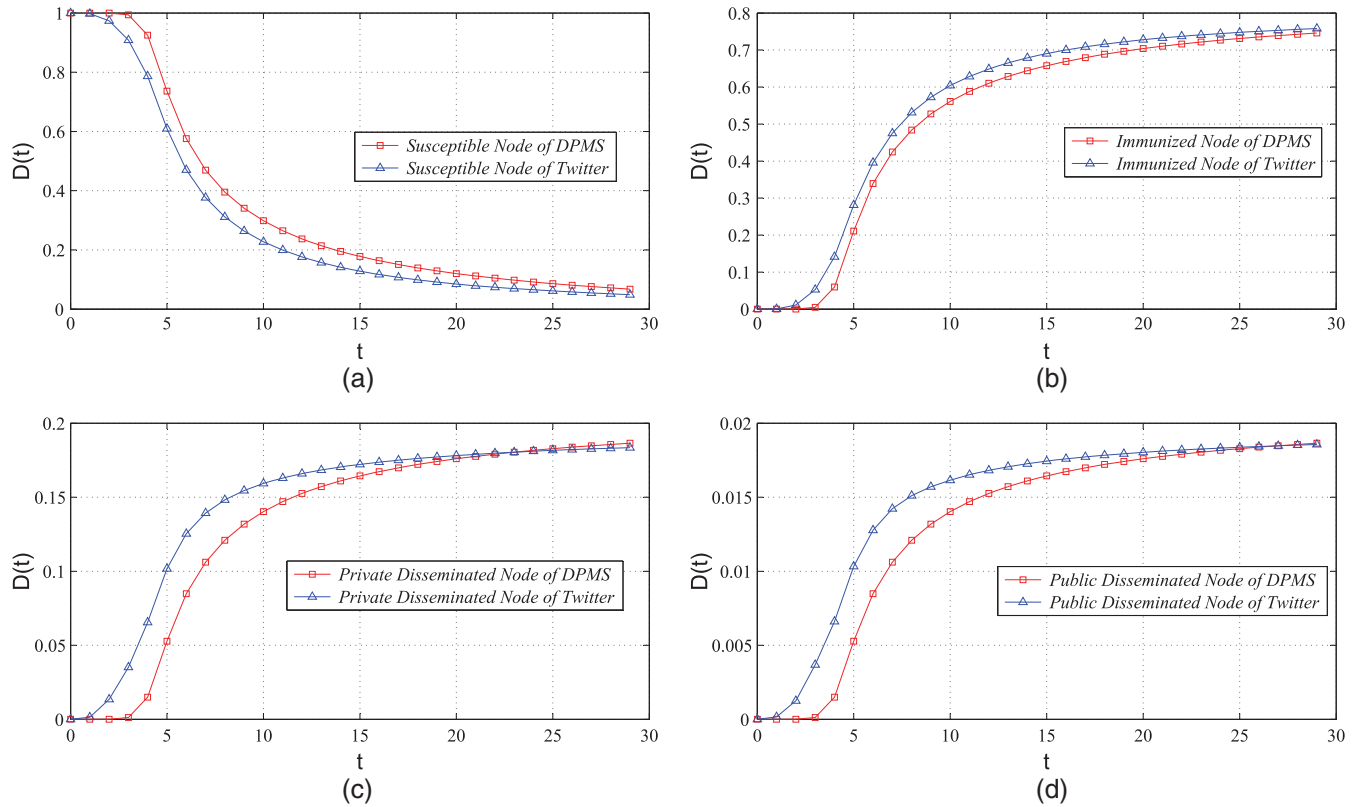 1
0.8
0.6
0.4
0.2
0
D(t)
0
5
10
15
20
25
30
t
Susceptible Node of DPMS
Susceptible Node of Twitter
(a)
0.8
0.7
0.6
0.5
0.4
0.3
0.2
0.1
0
D(t)
0
5
10
15
20
25
30
t
Immunized Node of DPMS
Immunized Node of Twitter
(b)
0.2
0.15
0.1
0.05
0
D(t)
0
5
10
15
20
25
30
t
Private Disseminated Node of DPMS
Private Disseminated Node of Twitter
(c)
0.02
0.015
0.01
0.005
0
D(t)
0
5
10
15
20
25
30
t
Public Disseminated Node of DPMS
Public Disseminated Node of Twitter
(d)